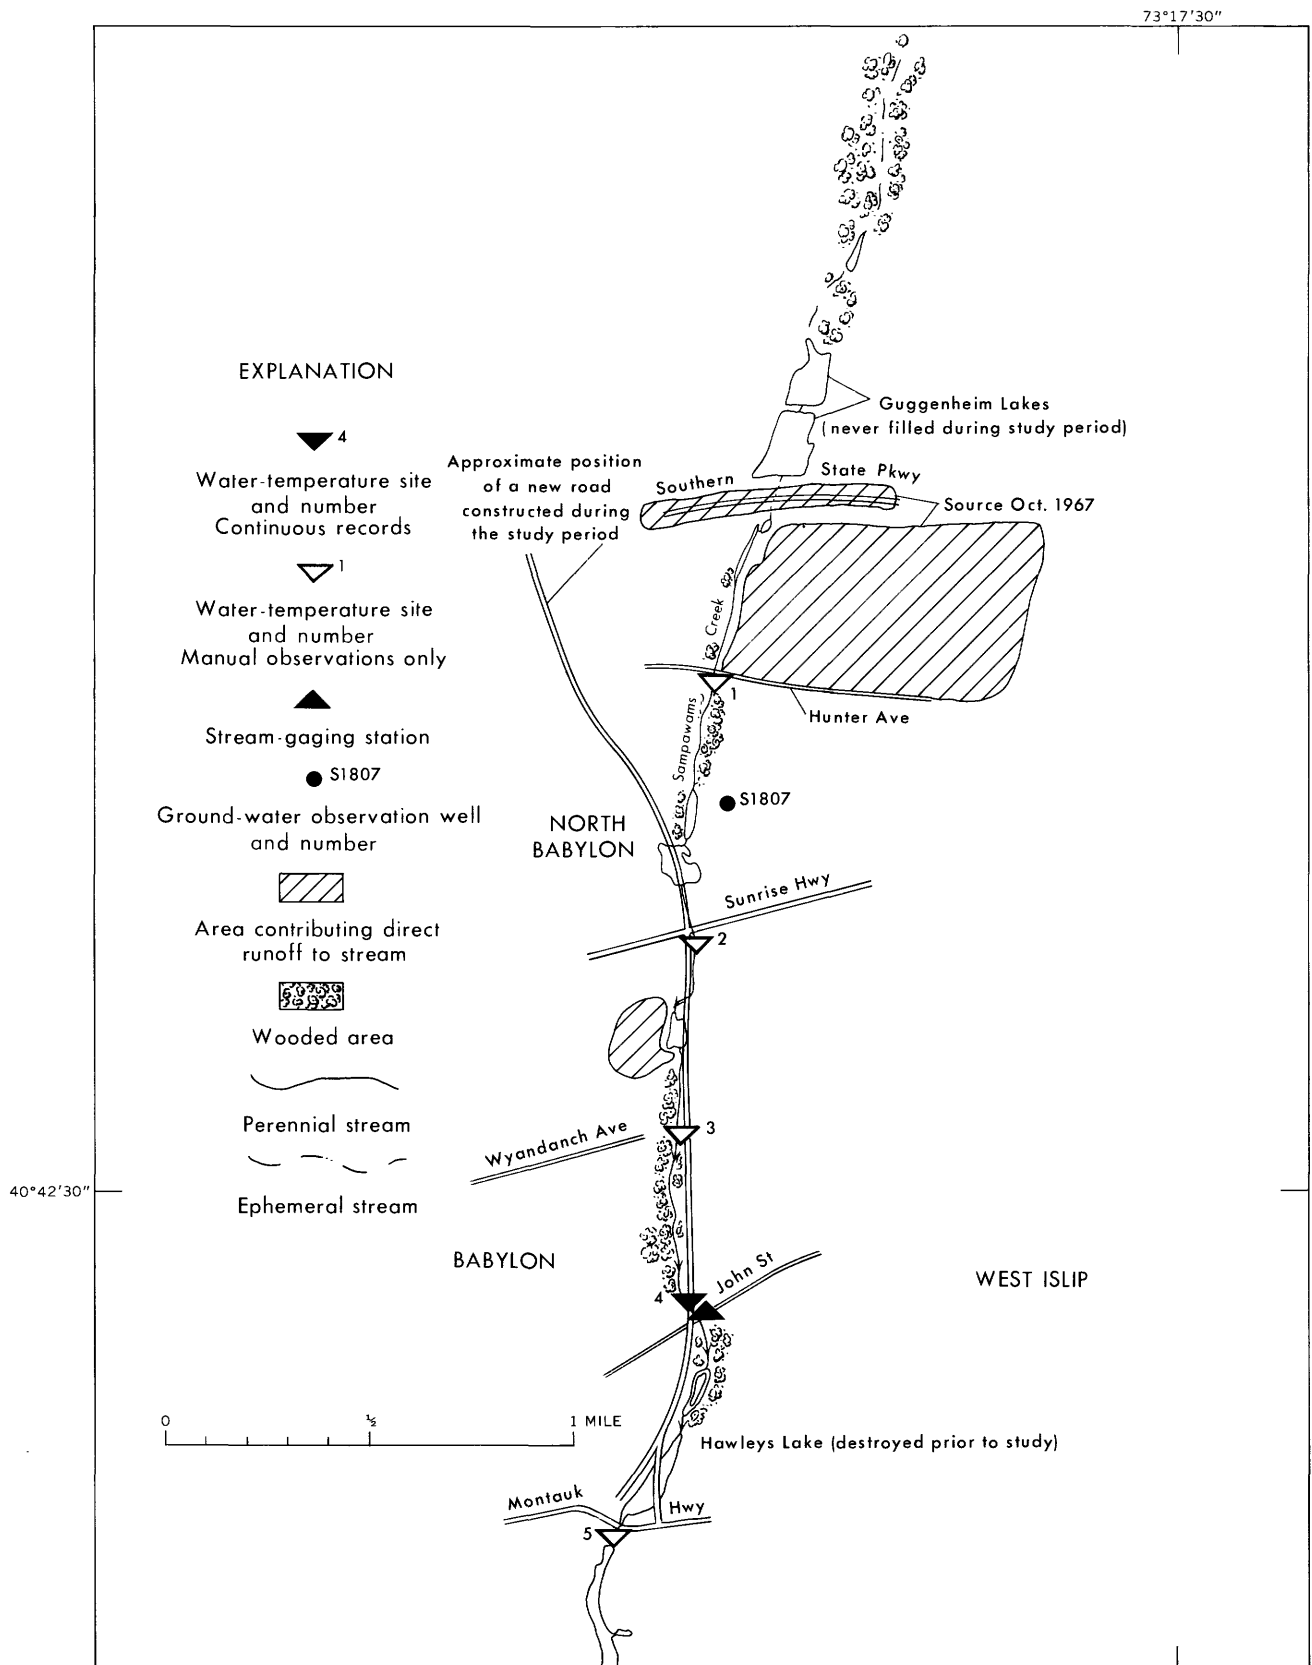 73°17'30"
EXPLANATION
4
Water-temperature site
and number
Continuous records
1
Water-temperature site
and number
Manual observations only
Stream-gaging station
S1807
Ground-water observation well
and number
Area contributing direct
runoff to stream
Wooded area
Perennial stream
Ephemeral stream
Guggenheim Lakes
(never filled during study period)
Approximate position
of a new road
constructed during
the study period
Southern State Pkwy
Source Oct. 1967
Creek
1
Hunter Ave
Sampawams
S1807
NORTH
BABYLON
Sunrise Hwy
2
3
Wyandanch Ave
40°42'30"
BABYLON
WEST ISLIP
4
John St
0 ½ 1 MILE
Hawleys Lake (destroyed prior to study)
Montauk Hwy
5